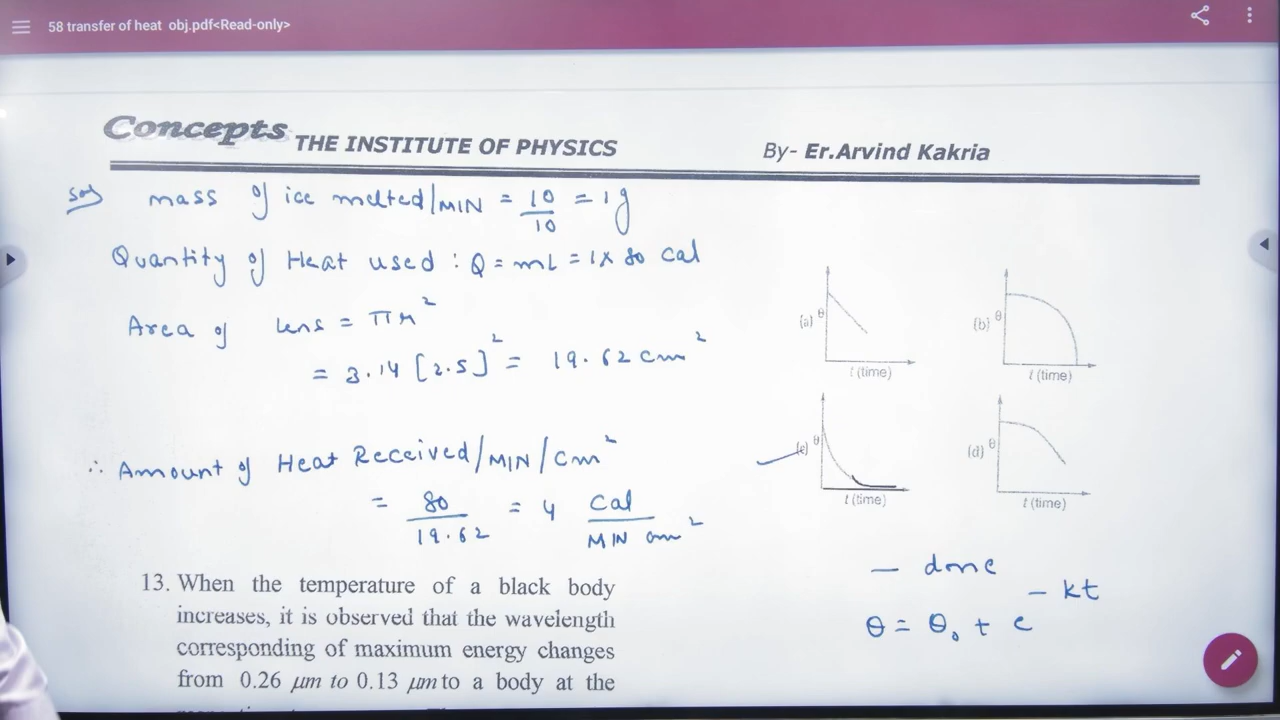 58 transfer of heat obj.pdf<Read-only>
Concepts THE INSTITUTE OF PHYSICS By- Er.Arvind Kakria
Sol mass of ice melted/MIN = 10/10 = 1 g
Quantity of Heat used : Q = mL = 1 x 80 cal
Area of lens = πr²
= 3.14 [2.5]² = 19.62 cm²
∴ Amount of Heat Received/MIN/cm²
= 80/19.62 = 4 Cal/MIN cm²
13. When the temperature of a black body
increases, it is observed that the wavelength
corresponding of maximum energy changes
from 0.26 μm to 0.13 μm to a body at the
(a) θ t (time)
(b) θ t (time)
(c) θ t (time)
(d) θ t (time)
— done
θ = θ₀ + e^-kt